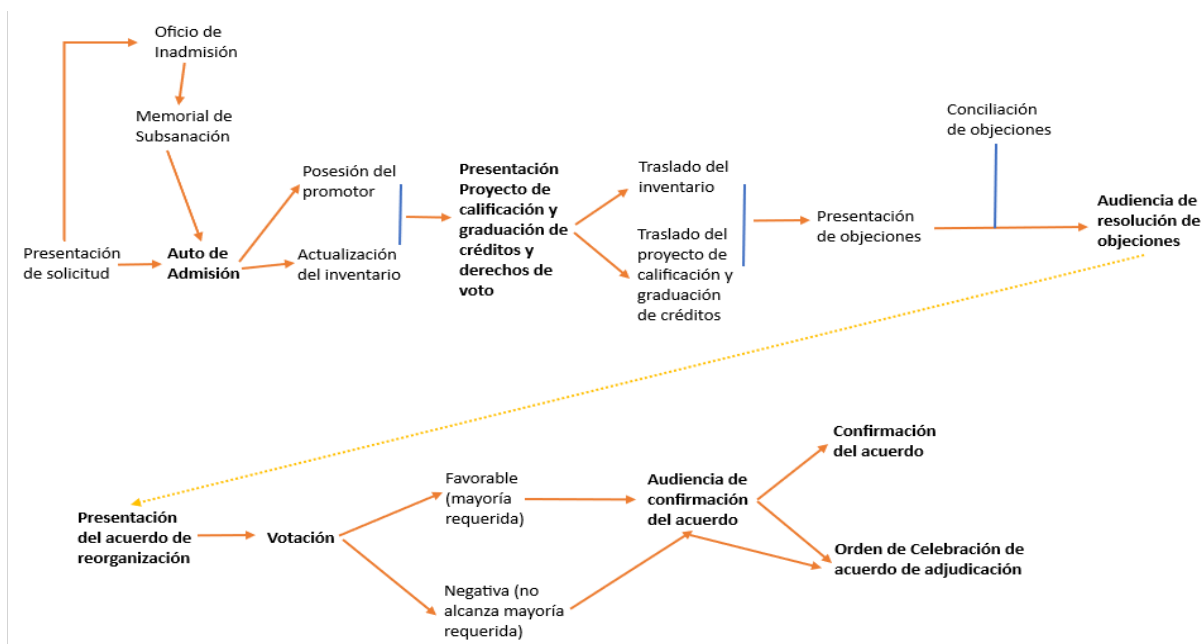 Oficio de
Inadmisión
Memorial de
Subsanación
Presentación
de solicitud
Auto de
Admisión
Posesión del
promotor
Actualización
del inventario
Presentación
Proyecto de
calificación y
graduación de
créditos y
derechos de
voto
Traslado del
inventario
Traslado del
proyecto de
calificación y
graduación
de créditos
Presentación
de objeciones
Conciliación
de objeciones
Audiencia de
resolución de
objeciones
Presentación
del acuerdo de
reorganización
Votación
Favorable
(mayoría
requerida)
Negativa (no
alcanza mayoría
requerida)
Audiencia de
confirmación
del acuerdo
Confirmación
del acuerdo
Orden de Celebración de
acuerdo de adjudicación